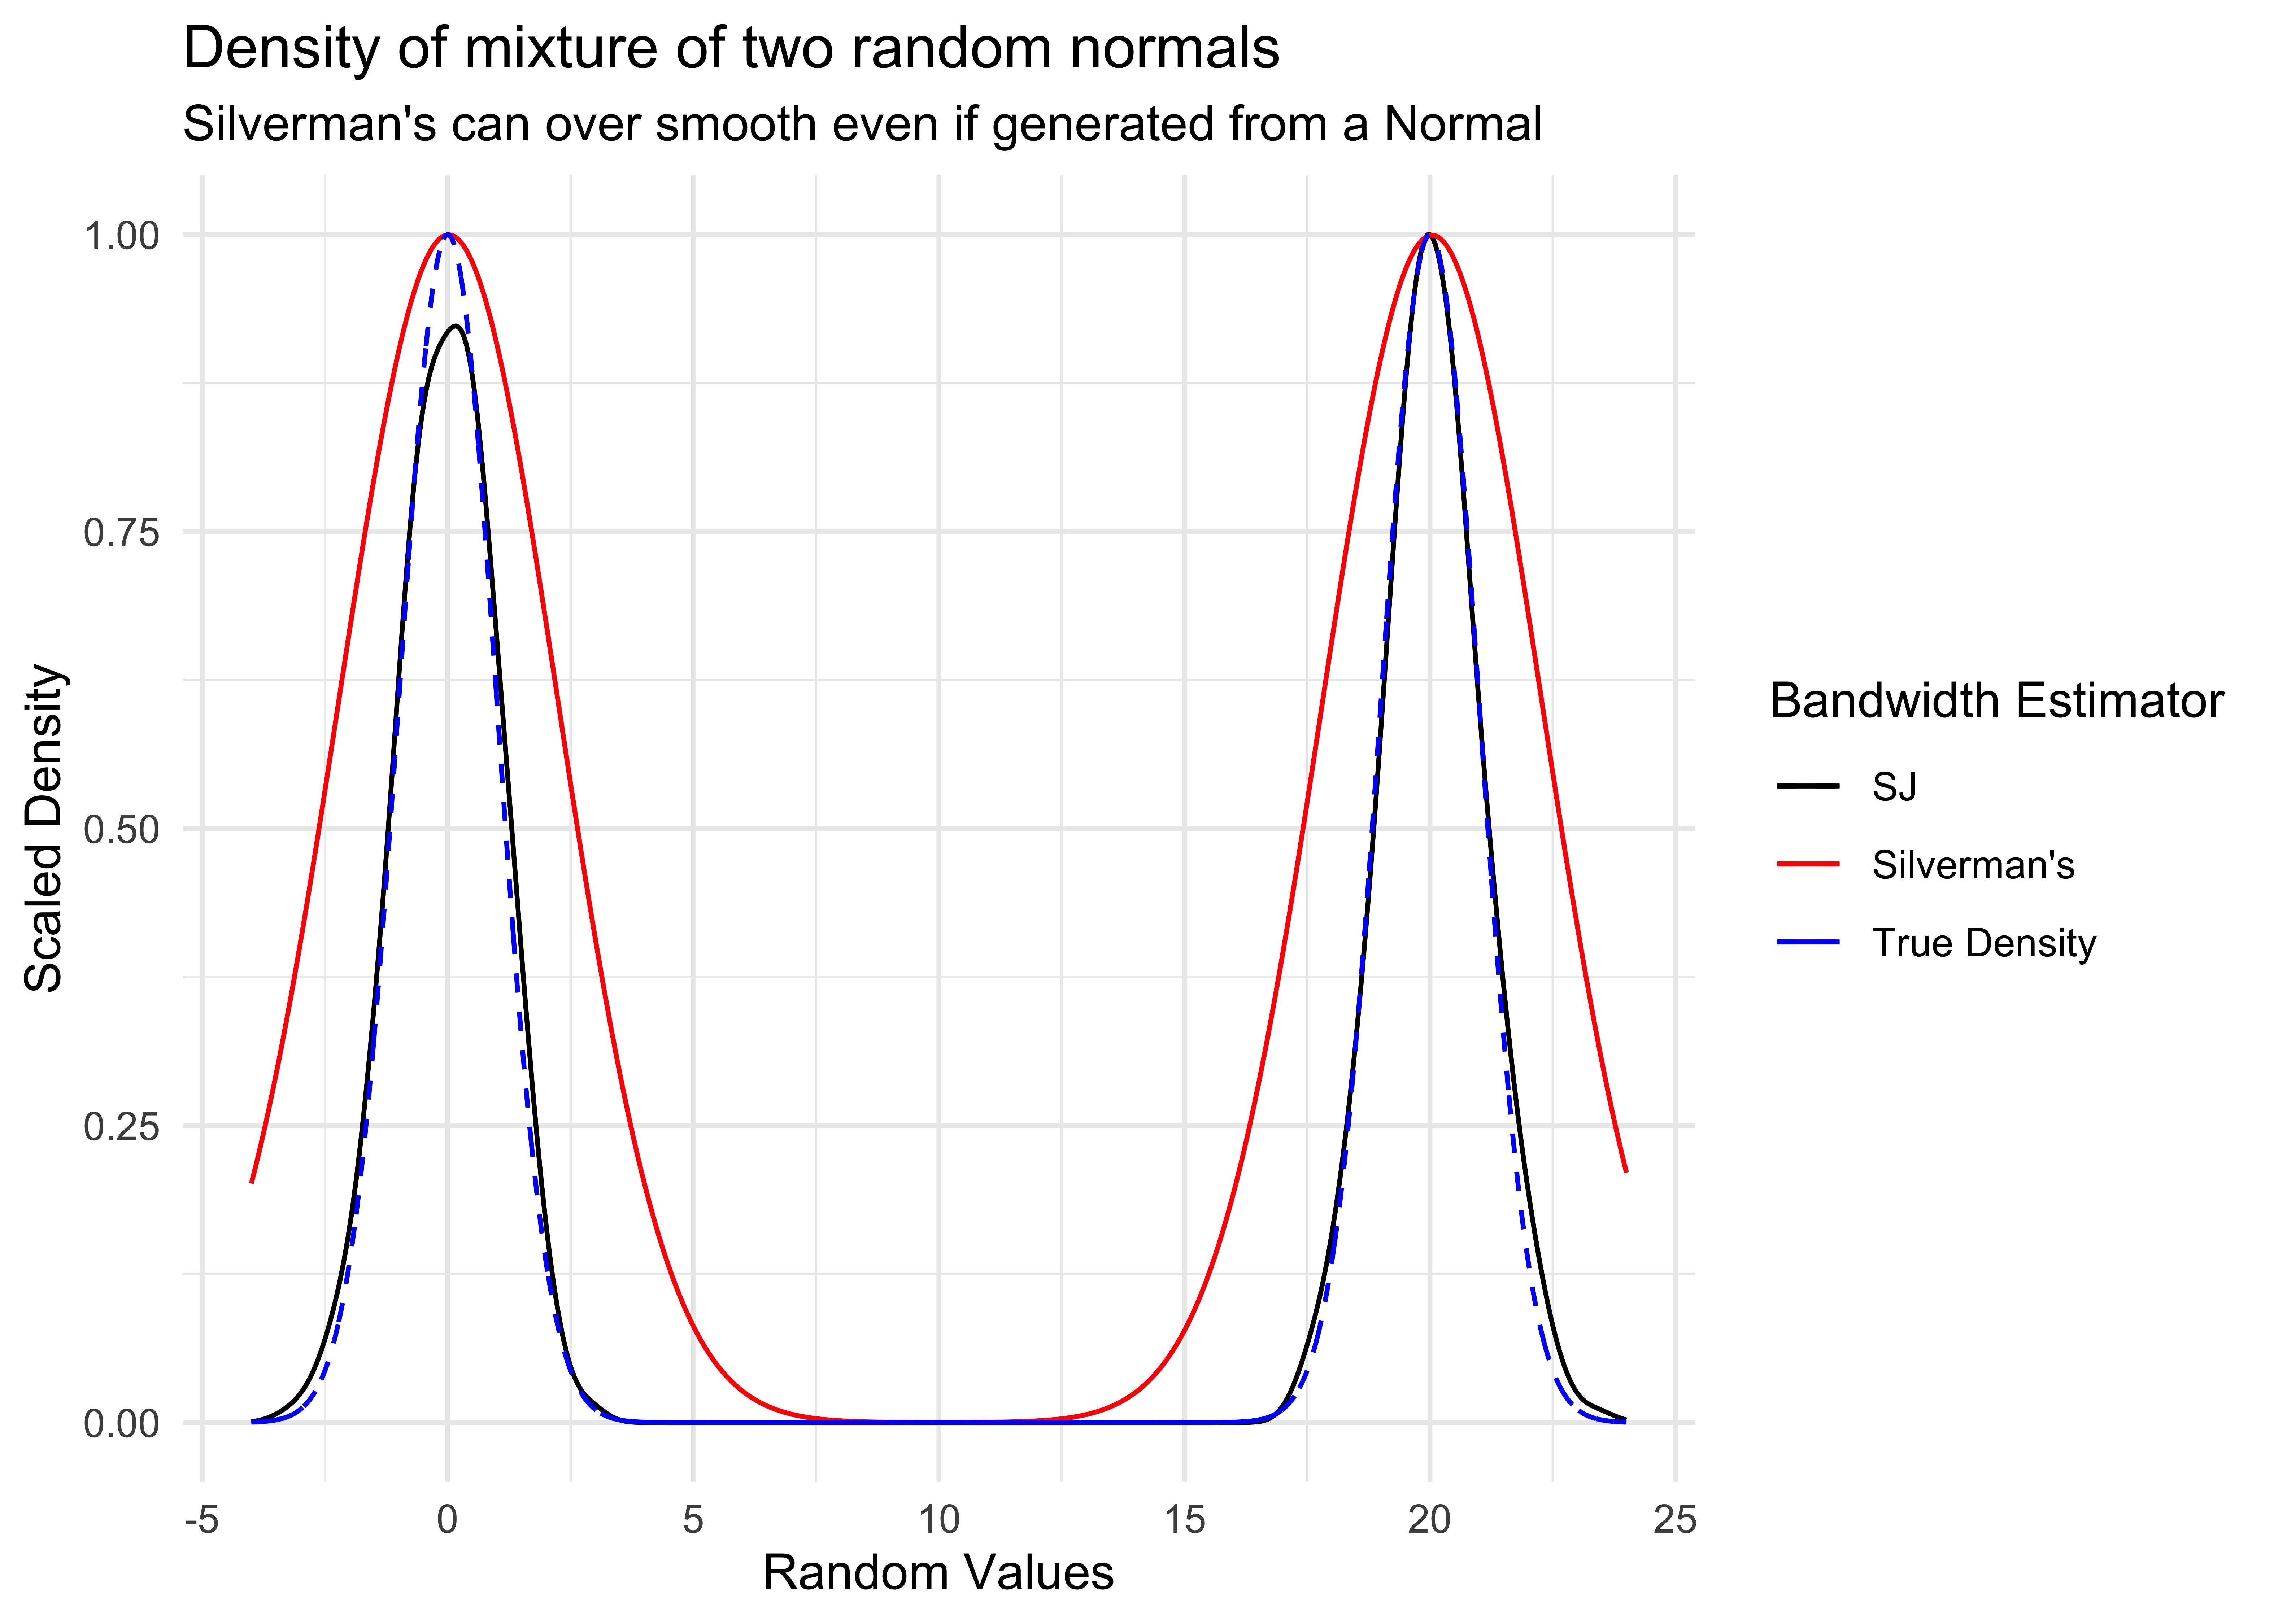 Density of mixture of two random normals
Silverman's can over smooth even if generated from a Normal
1.00
0.75
0.50
0.25
0.00
Scaled Density
-5 0 5 10 15 20 25
Random Values
Bandwidth Estimator
SJ
Silverman's
True Density